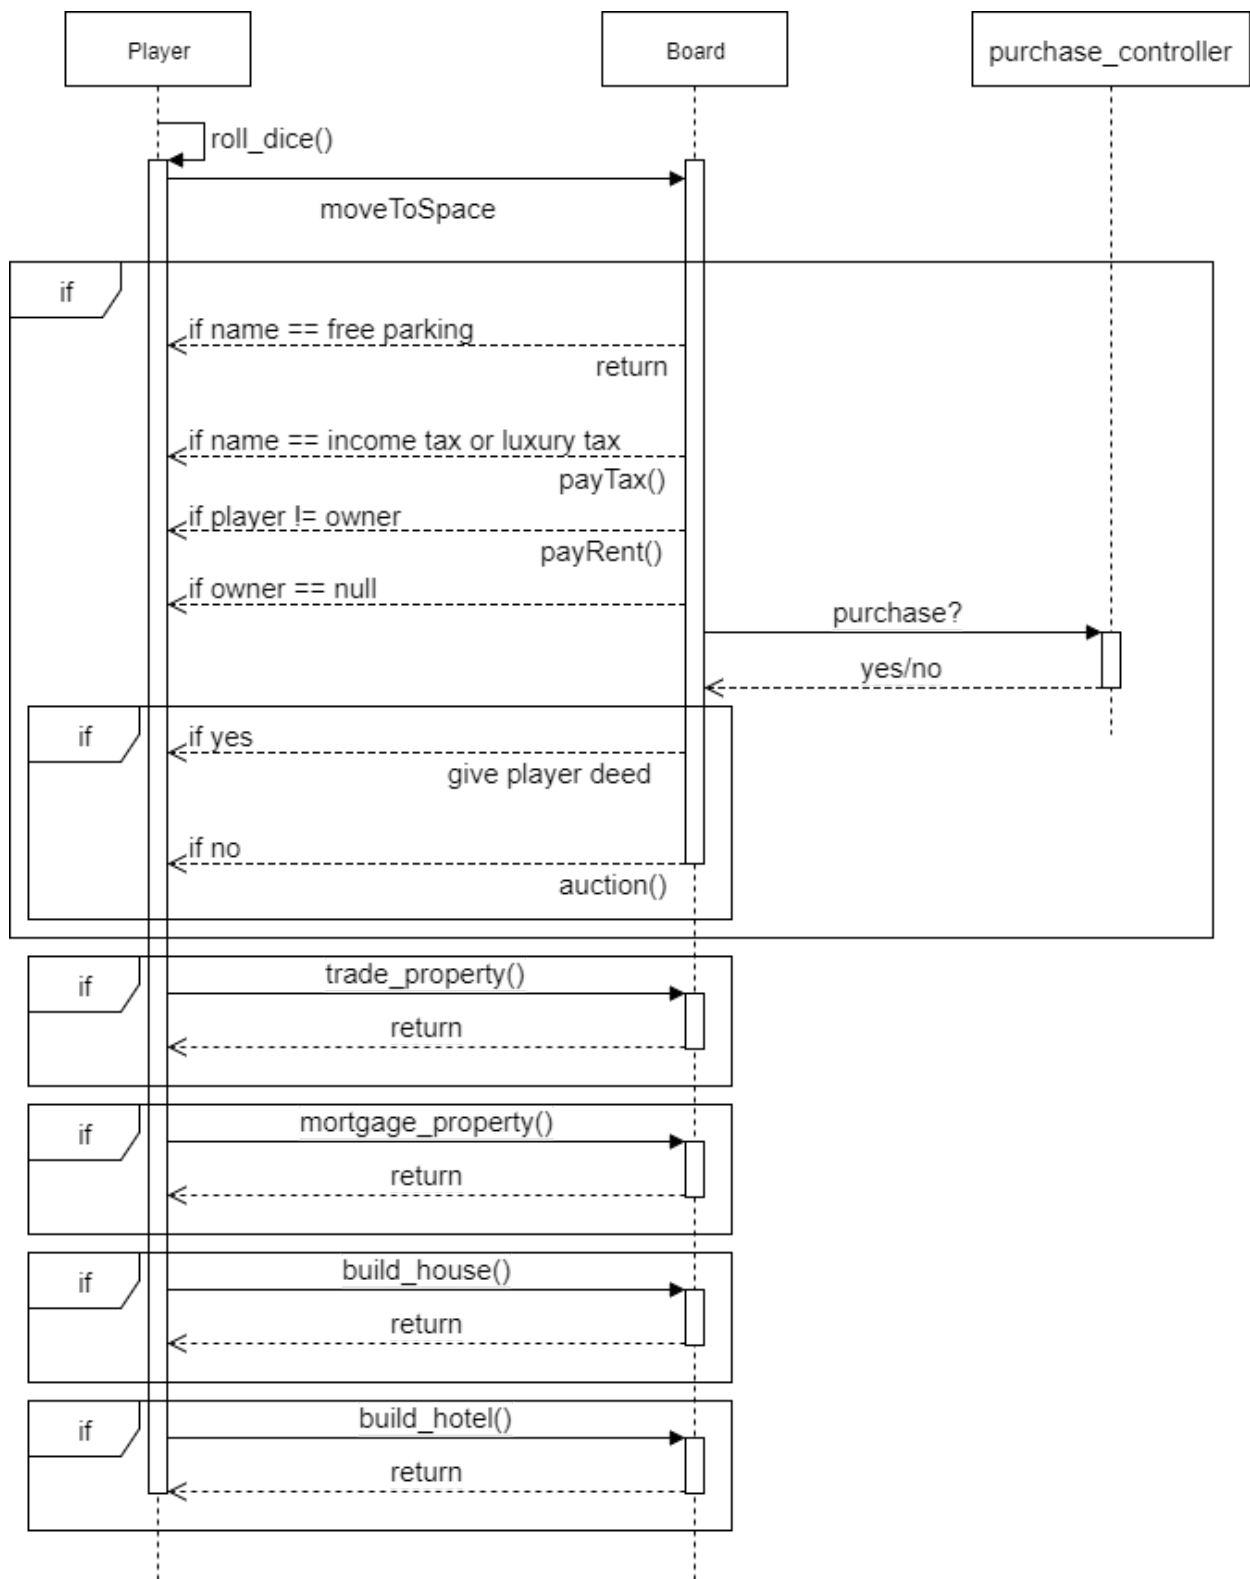 Player
Board
purchase_controller
roll_dice()
moveToSpace
if
if name == free parking
return
if name == income tax or luxury tax
payTax()
if player != owner
payRent()
if owner == null
purchase?
yes/no
if
if yes
give player deed
if no
auction()
if
trade_property()
return
if
mortgage_property()
return
if
build_house()
return
if
build_hotel()
return